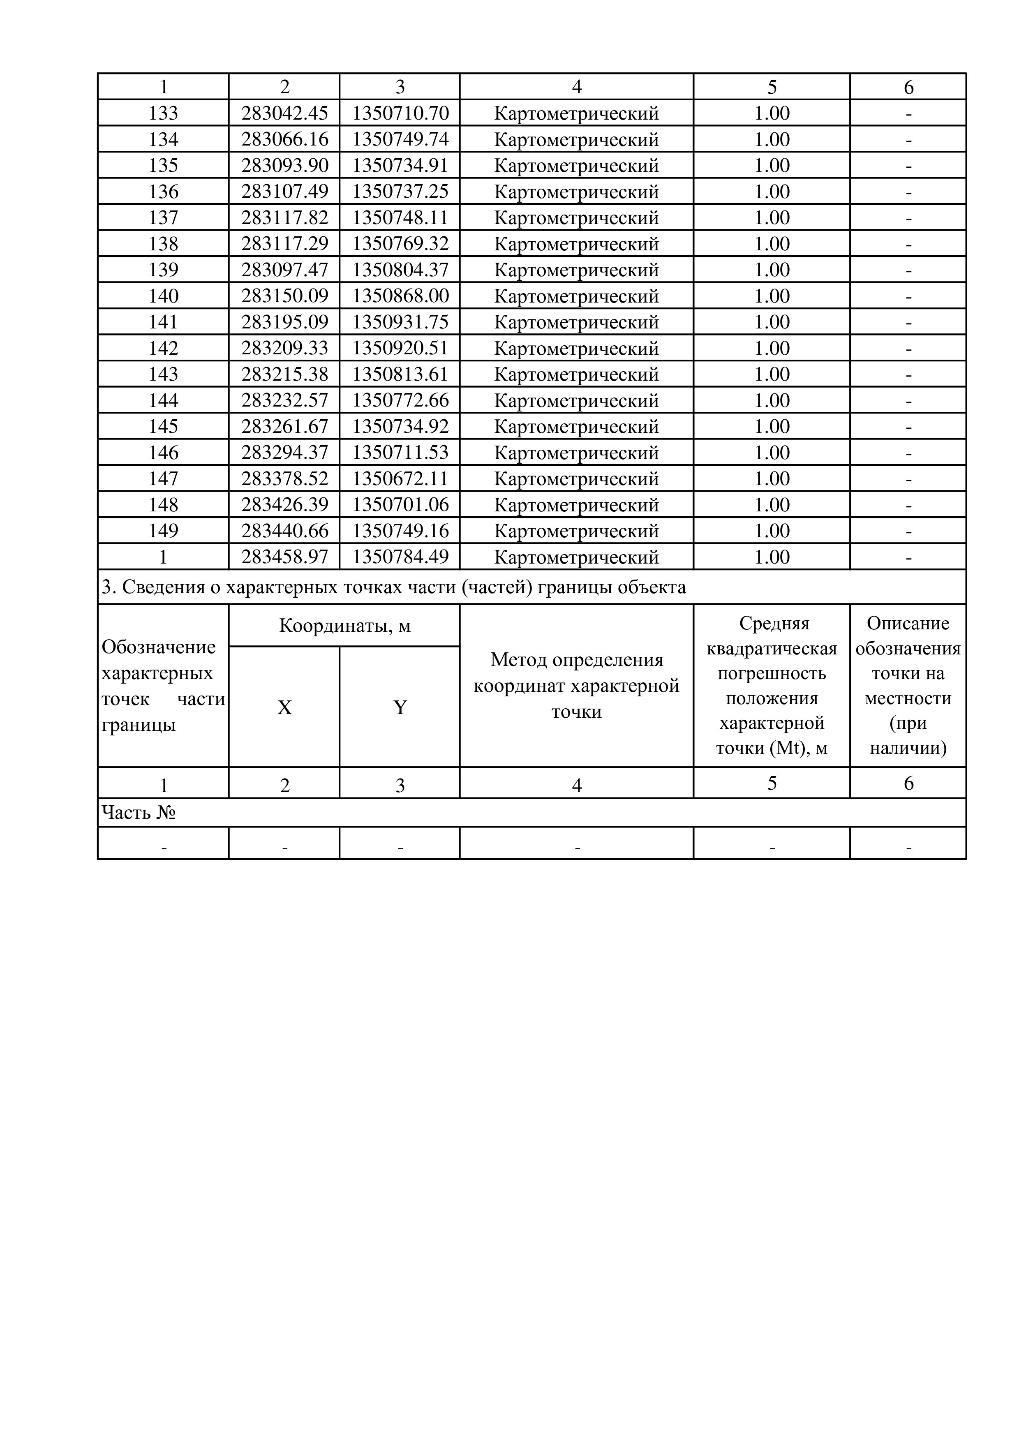 1 2 3 4 5 6
133 283042.45 1350710.70 Картометрический 1.00 -
134 283066.16 1350749.74 Картометрический 1.00 -
135 283093.90 1350734.91 Картометрический 1.00 -
136 283107.49 1350737.25 Картометрический 1.00 -
137 283117.82 1350748.11 Картометрический 1.00 -
138 283117.29 1350769.32 Картометрический 1.00 -
139 283097.47 1350804.37 Картометрический 1.00 -
140 283150.09 1350868.00 Картометрический 1.00 -
141 283195.09 1350931.75 Картометрический 1.00 -
142 283209.33 1350920.51 Картометрический 1.00 -
143 283215.38 1350813.61 Картометрический 1.00 -
144 283232.57 1350772.66 Картометрический 1.00 -
145 283261.67 1350734.92 Картометрический 1.00 -
146 283294.37 1350711.53 Картометрический 1.00 -
147 283378.52 1350672.11 Картометрический 1.00 -
148 283426.39 1350701.06 Картометрический 1.00 -
149 283440.66 1350749.16 Картометрический 1.00 -
1 283458.97 1350784.49 Картометрический 1.00 -
3. Сведения о характерных точках части (частей) границы объекта
Обозначение
характерных
точек части
границы
Координаты, м
X Y
Метод определения
координат характерной
точки
Средняя
квадратическая
погрешность
положения
характерной
точки (Mt), м
Описание
обозначения
точки на
местности
(при
наличии)
1 2 3 4 5 6
Часть №
- - - - - -